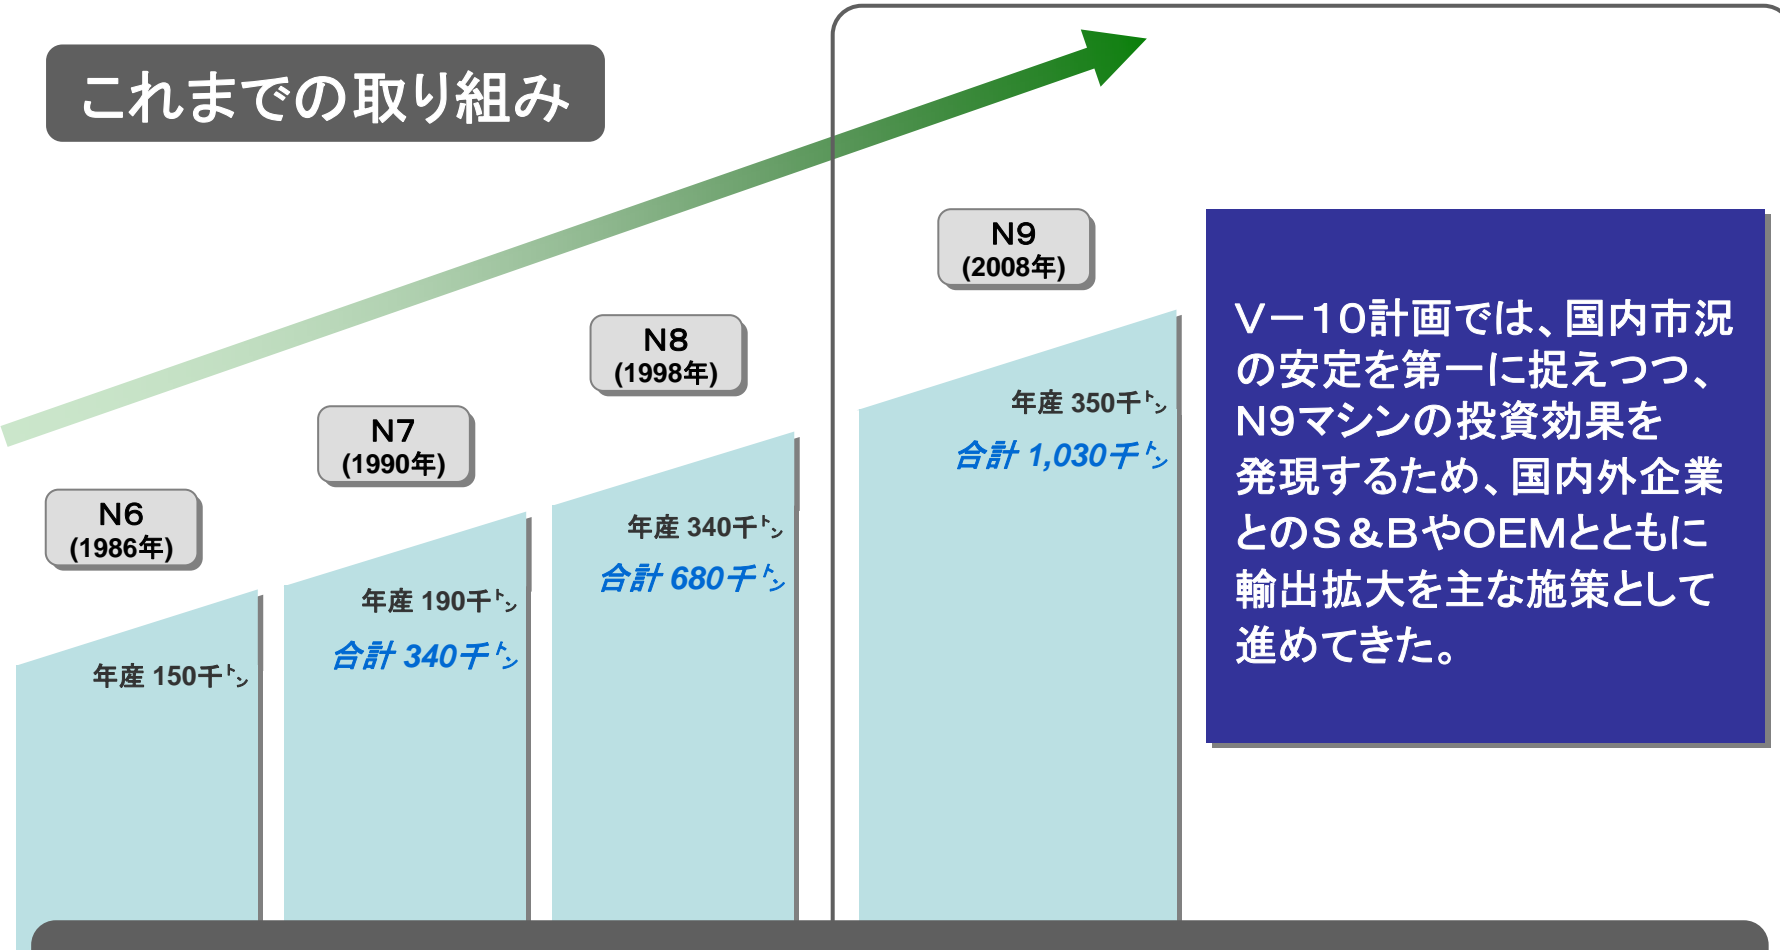 これまでの取り組み
N9
(2008年)
N8
(1998年)
N7
(1990年)
N6
(1986年)
年産 350千㌧
合計 1,030千㌧
年産 340千㌧
合計 680千㌧
年産 190千㌧
合計 340千㌧
年産 150千㌧
V－10計画では、国内市況
の安定を第一に捉えつつ、
N9マシンの投資効果を
発現するため、国内外企業
とのS＆BやOEMとともに
輸出拡大を主な施策として
進めてきた。